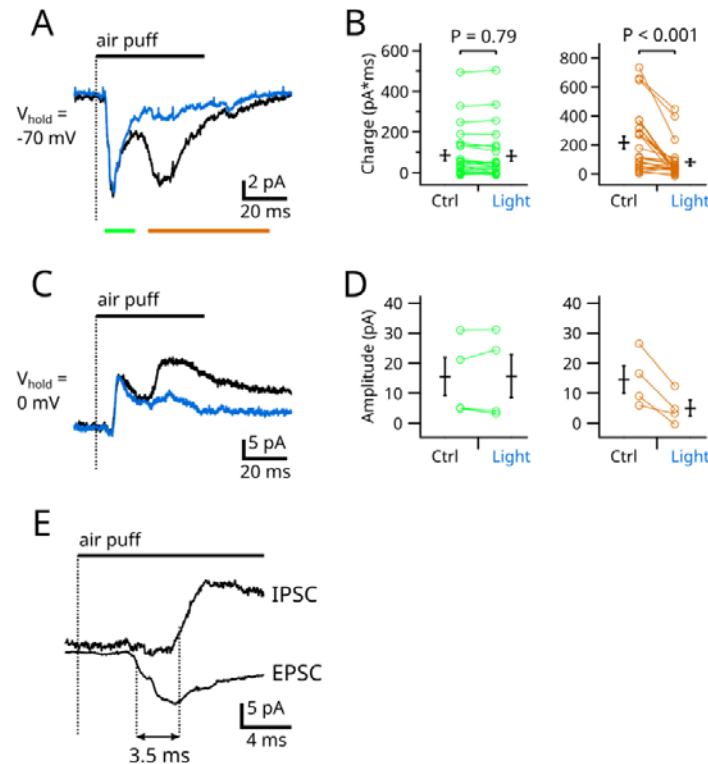 A
air puff
V hold =
-70 mV
2 pA
20 ms
B
P = 0.79
P < 0.001
Charge (pA*ms)
600
400
200
0
Ctrl
Light
800
600
400
200
0
Ctrl
Light
C
air puff
V hold =
0 mV
5 pA
20 ms
D
Amplitude (pA)
40
30
20
10
0
Ctrl
Light
40
30
20
10
0
Ctrl
Light
E
air puff
IPSC
EPSC
5 pA
4 ms
3.5 ms